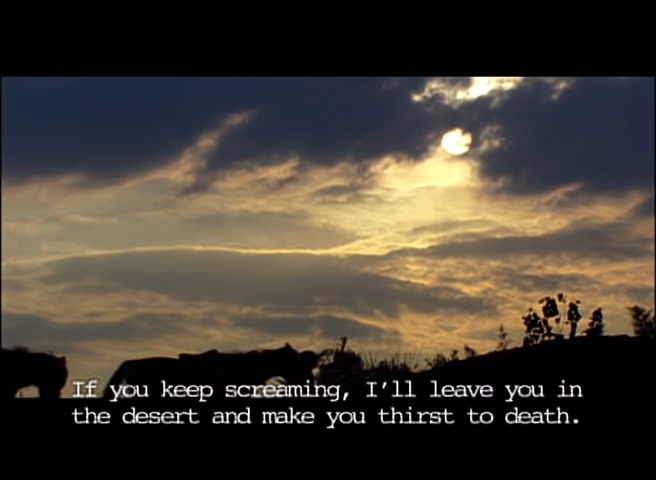 If you keep screaming, I'll leave you in
the desert and make you thirst to death.